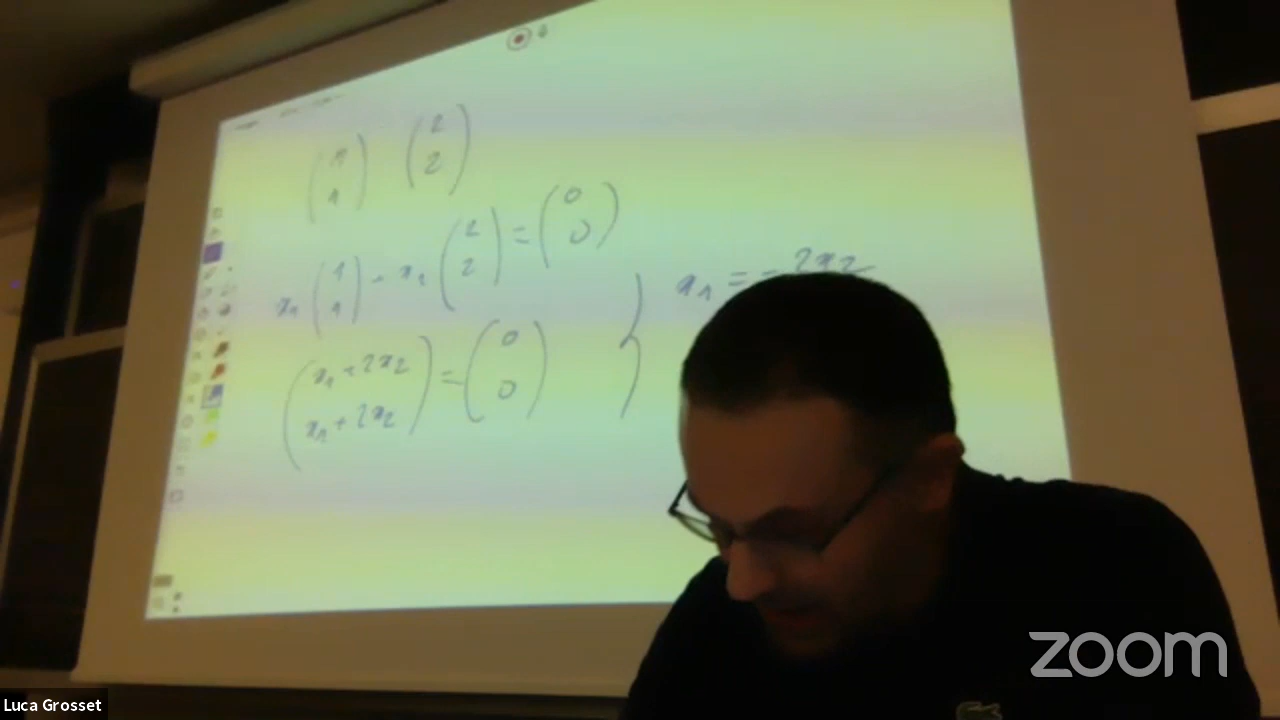 (1 1) (2 2)
x1 (1 1) + x2 (2 2) = (0 0)
(x1 + 2x2 x1 + 2x2) = (0 0) } x1 = -2x2
zoom
Luca Grosset